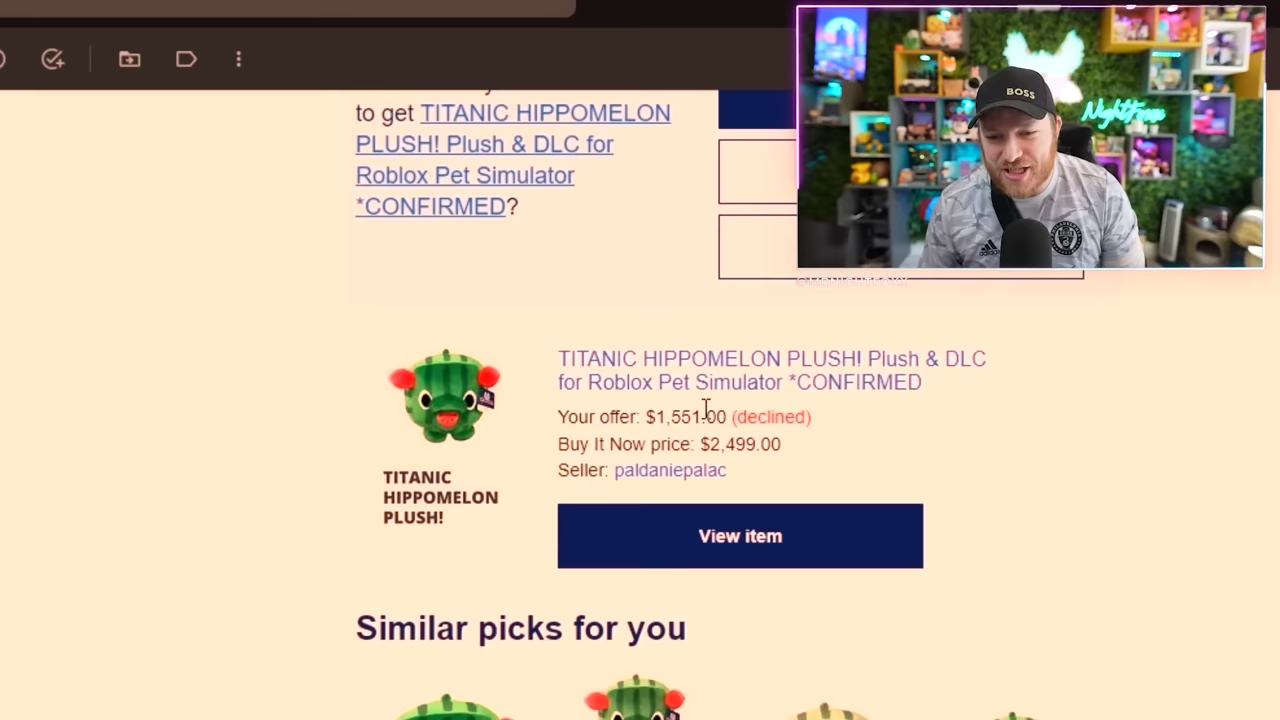 BOSS
NightFoxx
to get TITANIC HIPPOMELON
PLUSH! Plush & DLC for
Roblox Pet Simulator
*CONFIRMED?
TITANIC HIPPOMELON PLUSH! Plush & DLC
for Roblox Pet Simulator *CONFIRMED
Your offer: $1,551.00 (declined)
Buy It Now price: $2,499.00
Seller: paldaniepalac
TITANIC
HIPPOMELON
PLUSH!
View item
Similar picks for you